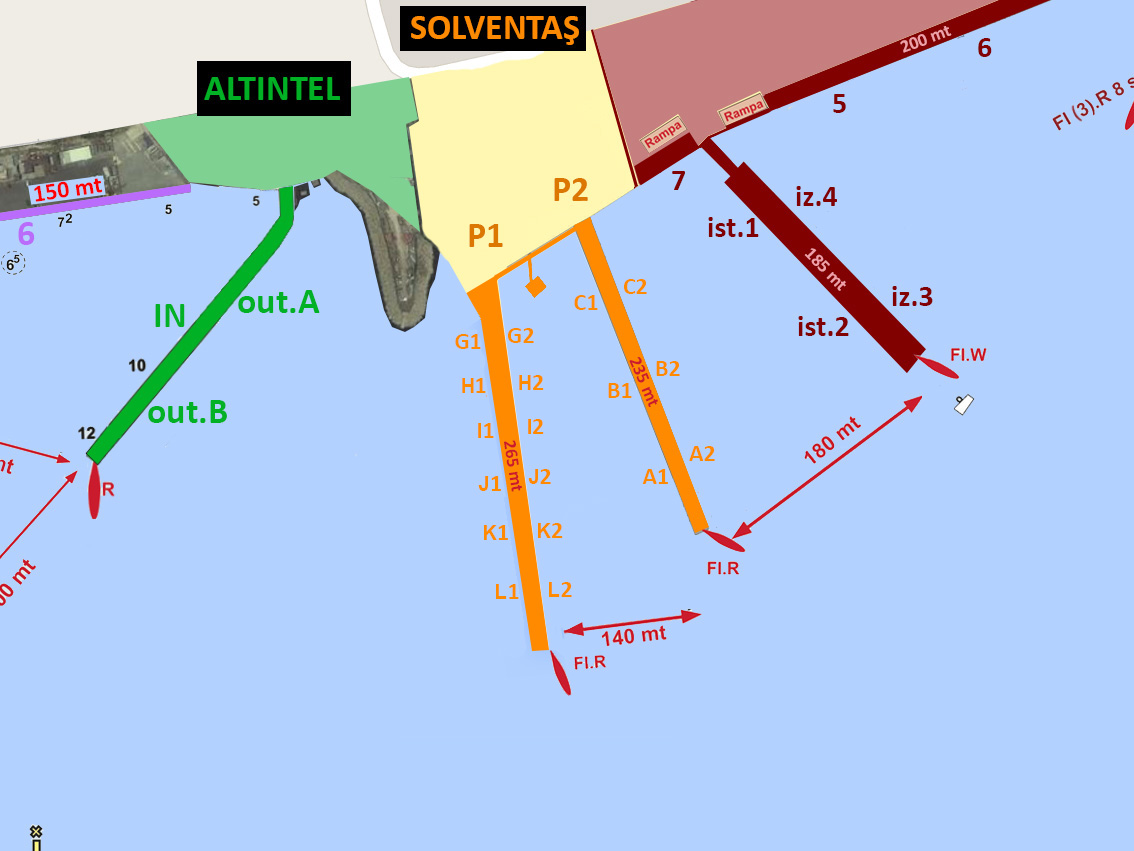 SOLVENTAŞ
ALTINTEL
200 mt
6
5
Fl (3).R 8 s
Rampa
Rampa
7
150 mt
5
5
7 2
6
6 5
P2
P1
iz.4
ist.1
185 mt
iz.3
ist.2
Fl.W
IN
out.A
10
out.B
12
R
C2
C1
B2
235 mt
B1
A2
A1
G1
G2
H1
H2
I1
I2
265 mt
J1
J2
K1
K2
L1
L2
180 mt
Fl.R
140 mt
Fl.R
00 mt